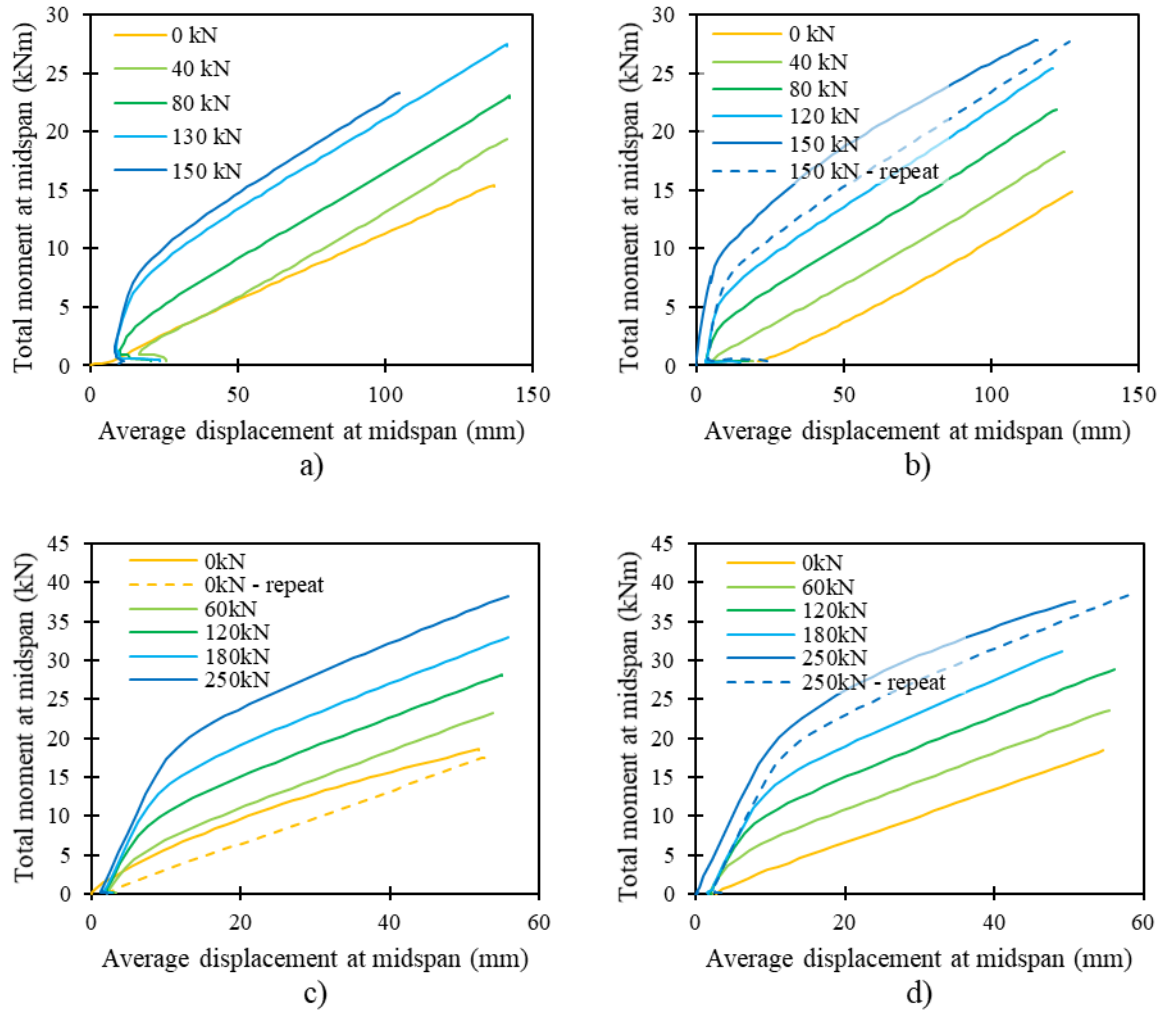 Total moment at midspan (kNm)
30
25
20
15
10
5
0
0 kN
40 kN
80 kN
130 kN
150 kN
0 50 100 150
Average displacement at midspan (mm)
a)
Total moment at midspan (kNm)
30
25
20
15
10
5
0
0 kN
40 kN
80 kN
120 kN
150 kN
150 kN - repeat
0 50 100 150
Average displacement at midspan (mm)
b)
Total moment at midspan (kN)
45
40
35
30
25
20
15
10
5
0
0kN
0kN - repeat
60kN
120kN
180kN
250kN
0 20 40 60
Average displacement at midspan (mm)
c)
Total moment at midspan (kNm)
45
40
35
30
25
20
15
10
5
0
0kN
60kN
120kN
180kN
250kN
250kN - repeat
0 20 40 60
Average displacement at midspan (mm)
d)